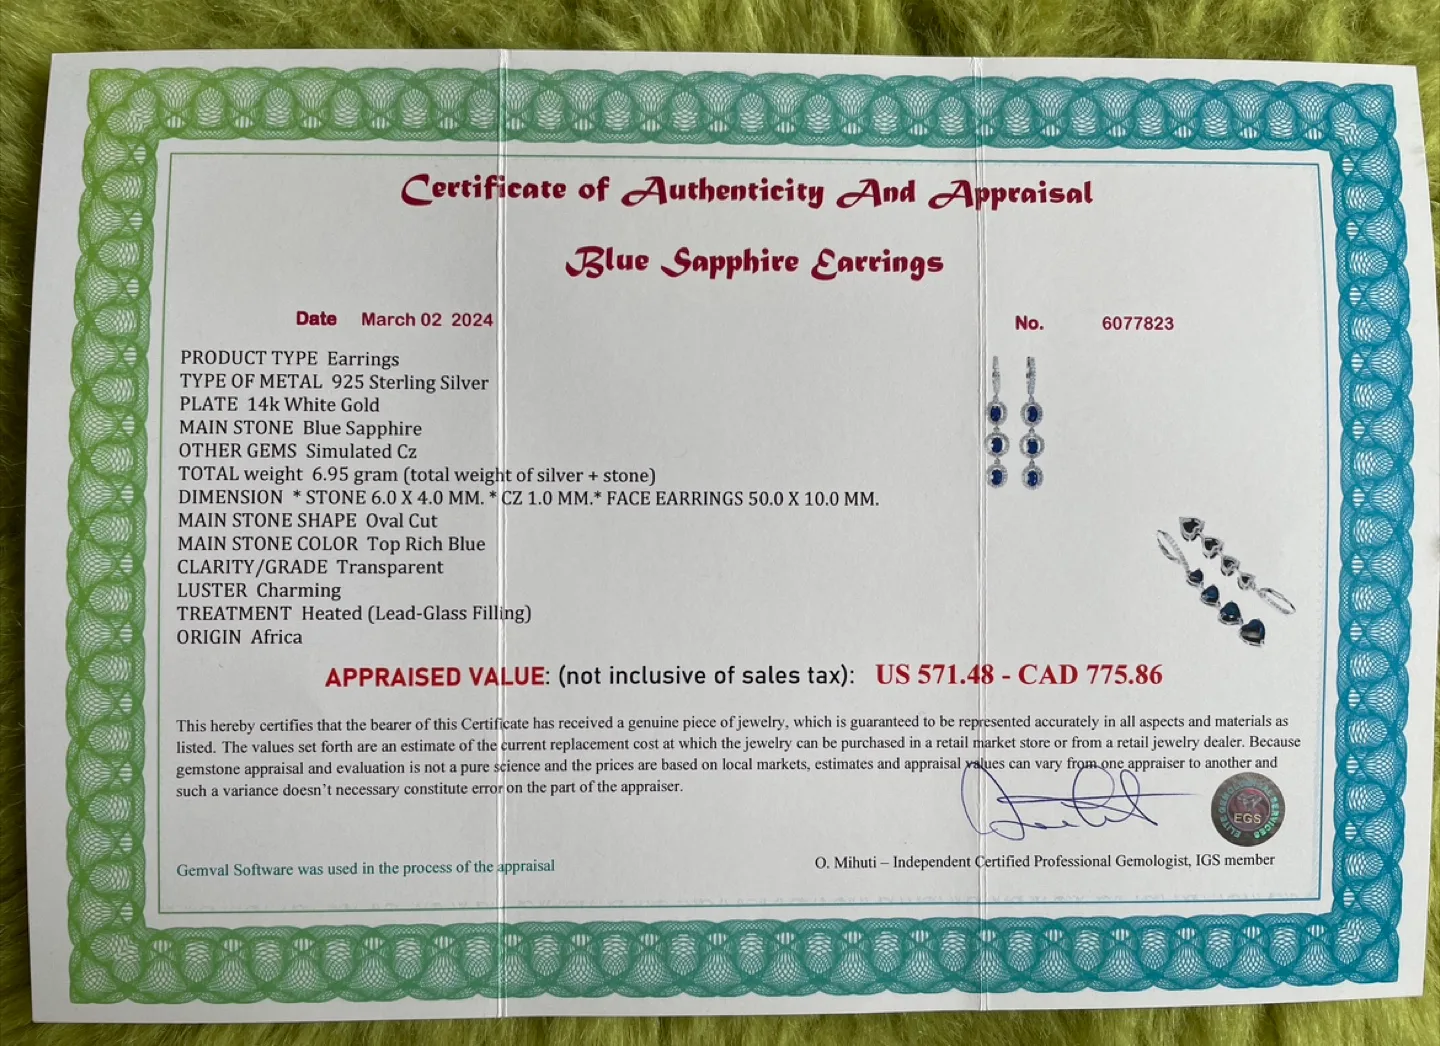 Certificate of Authenticity And Appraisal
Blue Sapphire Earrings
Date March 02 2024 No. 6077823
PRODUCT TYPE Earrings
TYPE OF METAL 925 Sterling Silver
PLATE 14k White Gold
MAIN STONE Blue Sapphire
OTHER GEMS Simulated Cz
TOTAL weight 6.95 gram (total weight of silver + stone)
DIMENSION * STONE 6.0 X 4.0 MM. * CZ 1.0 MM.* FACE EARRINGS 50.0 X 10.0 MM.
MAIN STONE SHAPE Oval Cut
MAIN STONE COLOR Top Rich Blue
CLARITY/GRADE Transparent
LUSTER Charming
TREATMENT Heated (Lead-Glass Filling)
ORIGIN Africa
APPRAISED VALUE: (not inclusive of sales tax): US 571.48 - CAD 775.86
This hereby certifies that the bearer of this Certificate has received a genuine piece of jewelry, which is guaranteed to be represented accurately in all aspects and materials as
listed. The values set forth are an estimate of the current replacement cost at which the jewelry can be purchased in a retail market store or from a retail jewelry dealer. Because
gemstone appraisal and evaluation is not a pure science and the prices are based on local markets, estimates and appraisal values can vary from one appraiser to another and
such a variance doesn't necessary constitute error on the part of the appraiser.
EGS
Gemval Software was used in the process of the appraisal
O. Mihuti – Independent Certified Professional Gemologist, IGS member